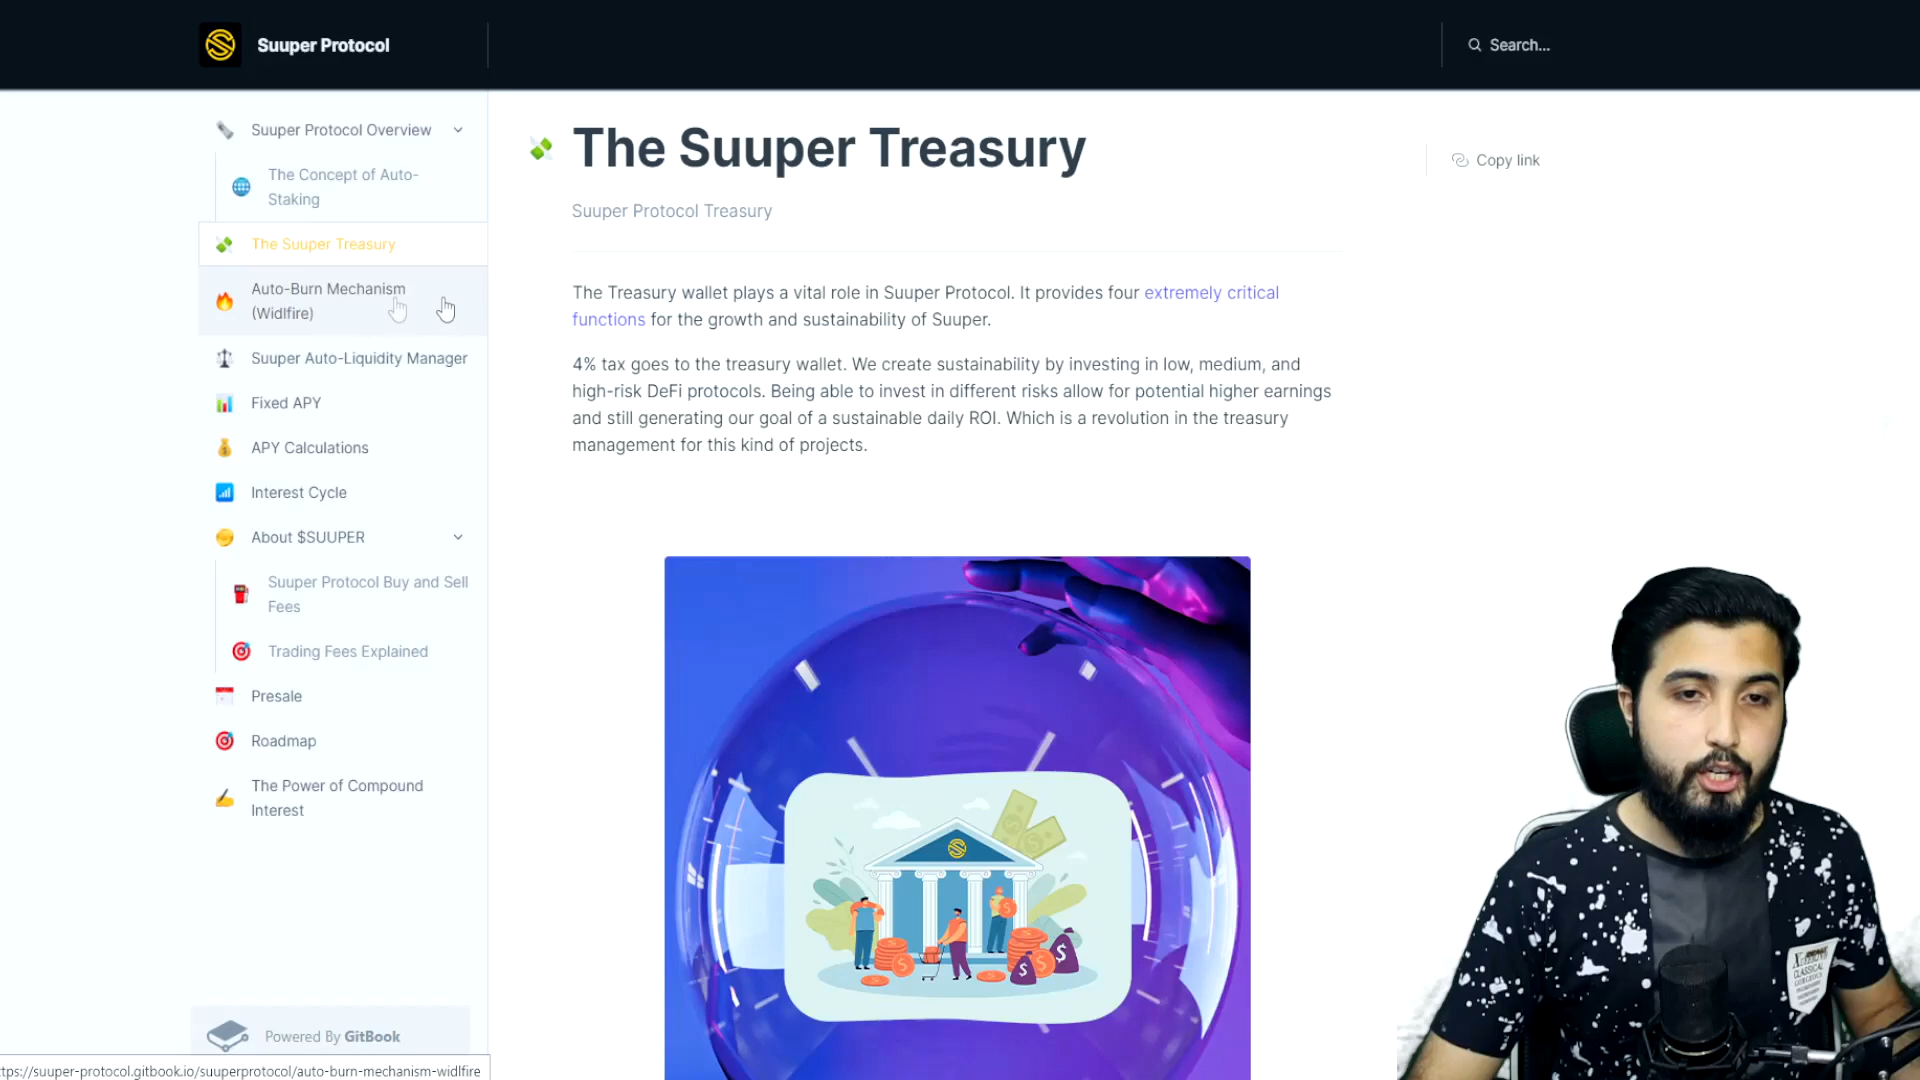 Suuper Protocol
Search...
Suuper Protocol Overview
The Concept of Auto-
Staking
The Suuper Treasury
Auto-Burn Mechanism
(Widlfire)
Suuper Auto-Liquidity Manager
Fixed APY
APY Calculations
Interest Cycle
About $SUUPER
Suuper Protocol Buy and Sell
Fees
Trading Fees Explained
Presale
Roadmap
The Power of Compound
Interest
Powered By GitBook
The Suuper Treasury
Copy link
Suuper Protocol Treasury
The Treasury wallet plays a vital role in Suuper Protocol. It provides four extremely critical
functions for the growth and sustainability of Suuper.
4% tax goes to the treasury wallet. We create sustainability by investing in low, medium, and
high-risk DeFi protocols. Being able to invest in different risks allow for potential higher earnings
and still generating our goal of a sustainable daily ROI. Which is a revolution in the treasury
management for this kind of projects.
CLASSICAL
ttps://suuper-protocol.gitbook.io/suuperprotocol/auto-burn-mechanism-widlfire